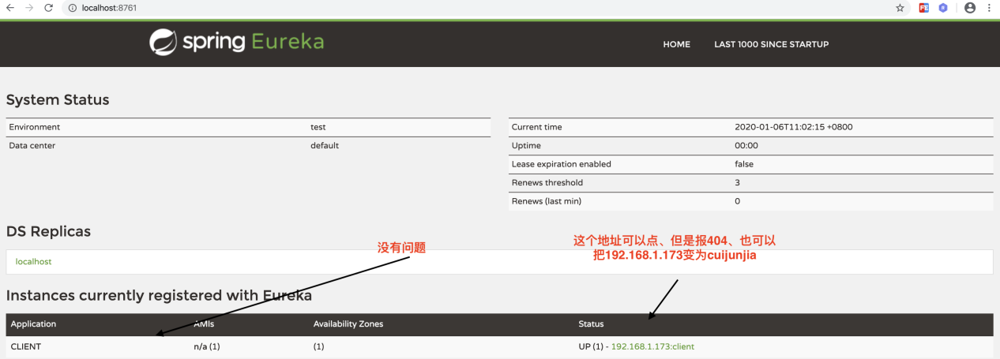 localhost:8761
spring Eureka
HOME LAST 1000 SINCE STARTUP
System Status
Environment test
Data center default
Current time 2020-01-06T11:02:15 +0800
Uptime 00:00
Lease expiration enabled false
Renews threshold 3
Renews (last min) 0
DS Replicas
没有问题
这个地址可以点、但是报404、也可以
把192.168.1.173变为cuijunjia
localhost
Instances currently registered with Eureka
Application AMIs Availability Zones Status
CLIENT n/a (1) (1) UP (1) - 192.168.1.173:client